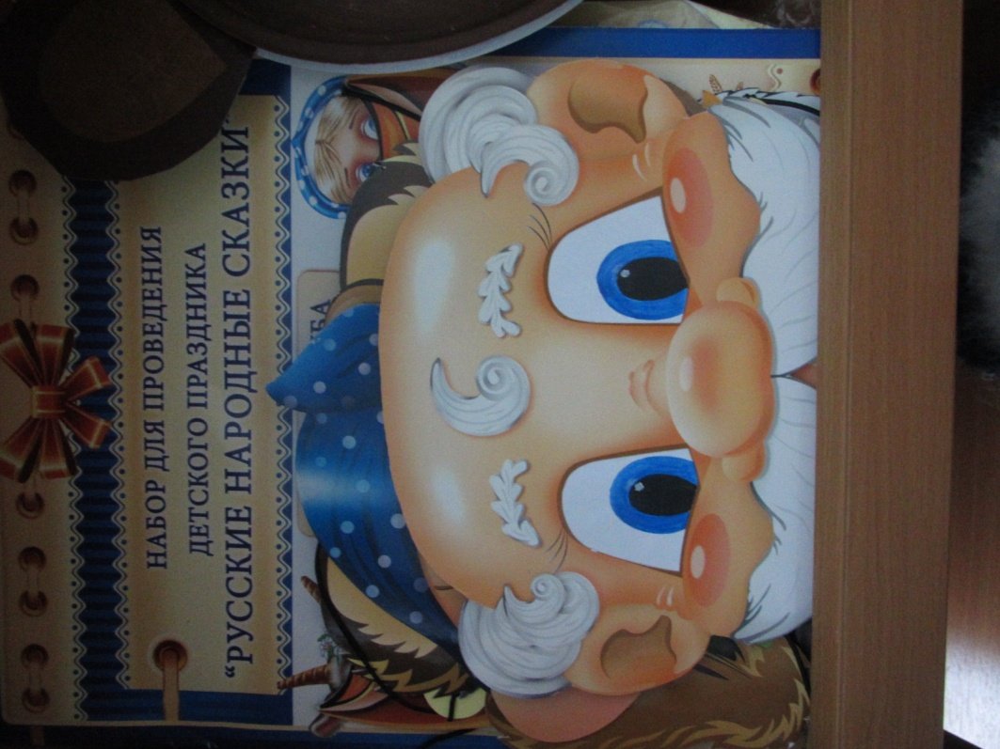 НАБОР ДЛЯ ПРОВЕДЕНИЯ
ДЕТСКОГО ПРАЗДНИКА
“РУССКИЕ НАРОДНЫЕ СКАЗКИ”